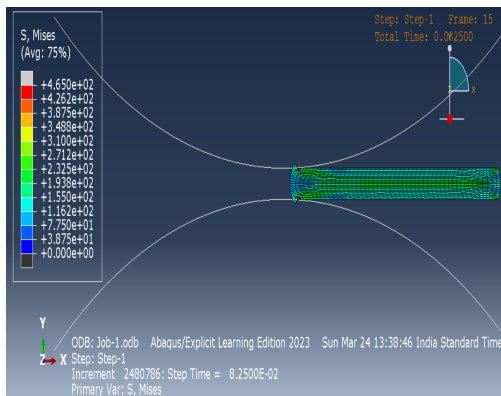 Step: Step-1 Frame: 15
Total Time: 0.082500
S, Mises
(Avg: 75%)
+4.650e+02
+4.262e+02
+3.875e+02
+3.488e+02
+3.100e+02
+2.712e+02
+2.325e+02
+1.938e+02
+1.550e+02
+1.162e+02
+7.750e+01
+3.875e+01
+0.000e+00
X
Y
Z X
ODB: Job-1.odb Abaqus/Explicit Learning Edition 2023 Sun Mar 24 13:38:46 India Standard Time
Step: Step-1
Increment 2480786: Step Time = 8.2500E-02
Primary Var: S, Mises